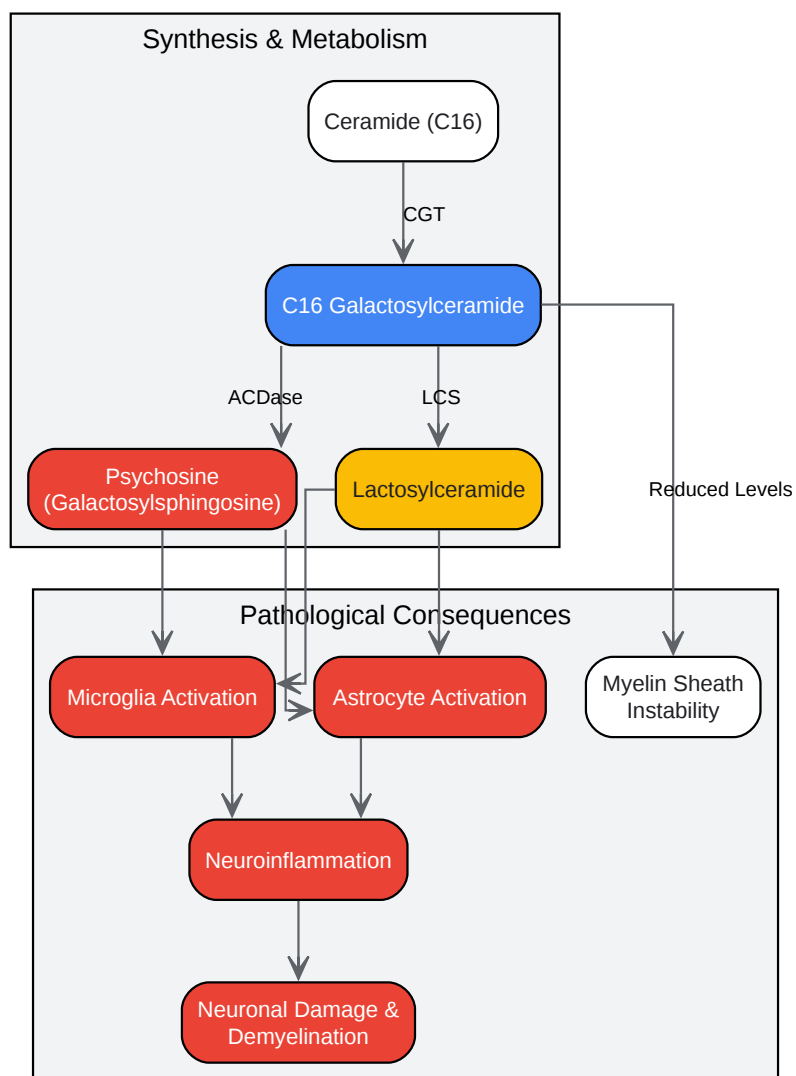 Synthesis & Metabolism
Ceramide (C16)
CGT
C16 Galactosylceramide
ACDase
LCS
Psychosine
(Galactosylsphingosine)
Lactosylceramide
Reduced Levels
Pathological Consequences
Microglia Activation
Astrocyte Activation
Myelin Sheath
Instability
Neuroinflammation
Neuronal Damage &
Demyelination